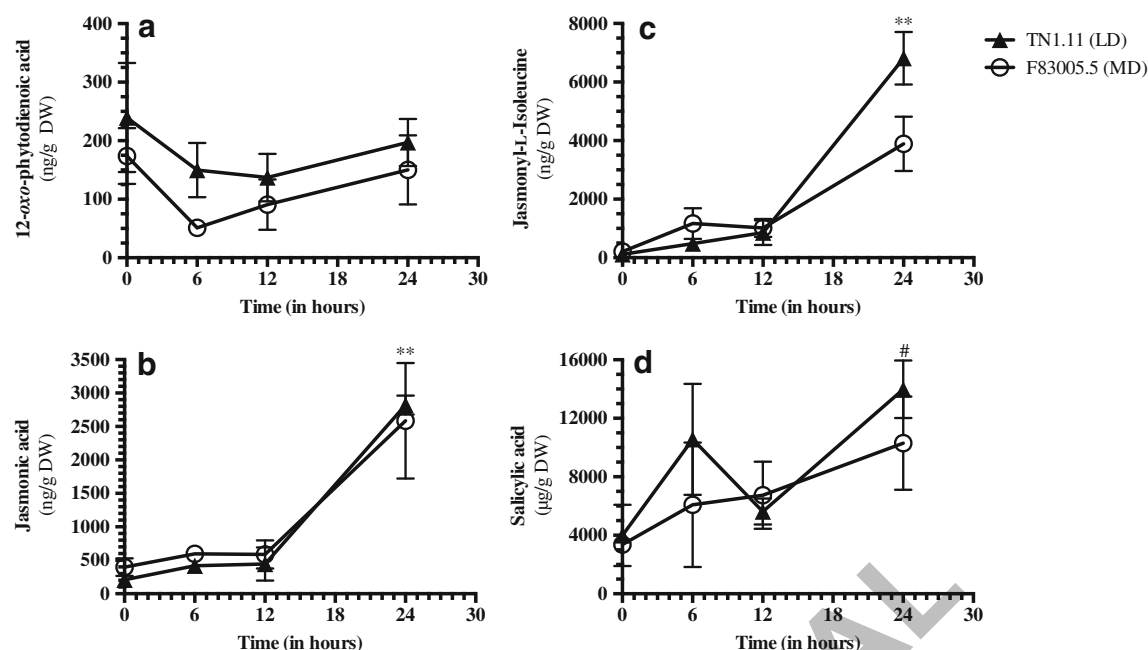 a
400
300
200
100
0
12-oxo-phytodienoic acid
(ng/g DW)
0 6 12 18 24 30
Time (in hours)
c
**
8000
6000
4000
2000
0
Jasmonyl-L-Isoleucine
(ng/g DW)
0 6 12 18 24 30
Time (in hours)
TN1.11 (LD)
F83005.5 (MD)
b
**
3500
3000
2500
2000
1500
1000
500
0
Jasmonic acid
(ng/g DW)
0 6 12 18 24 30
Time (in hours)
d
#
16000
12000
8000
4000
0
Salicylic acid
(µg/g DW)
0 6 12 18 24 30
Time (in hours)